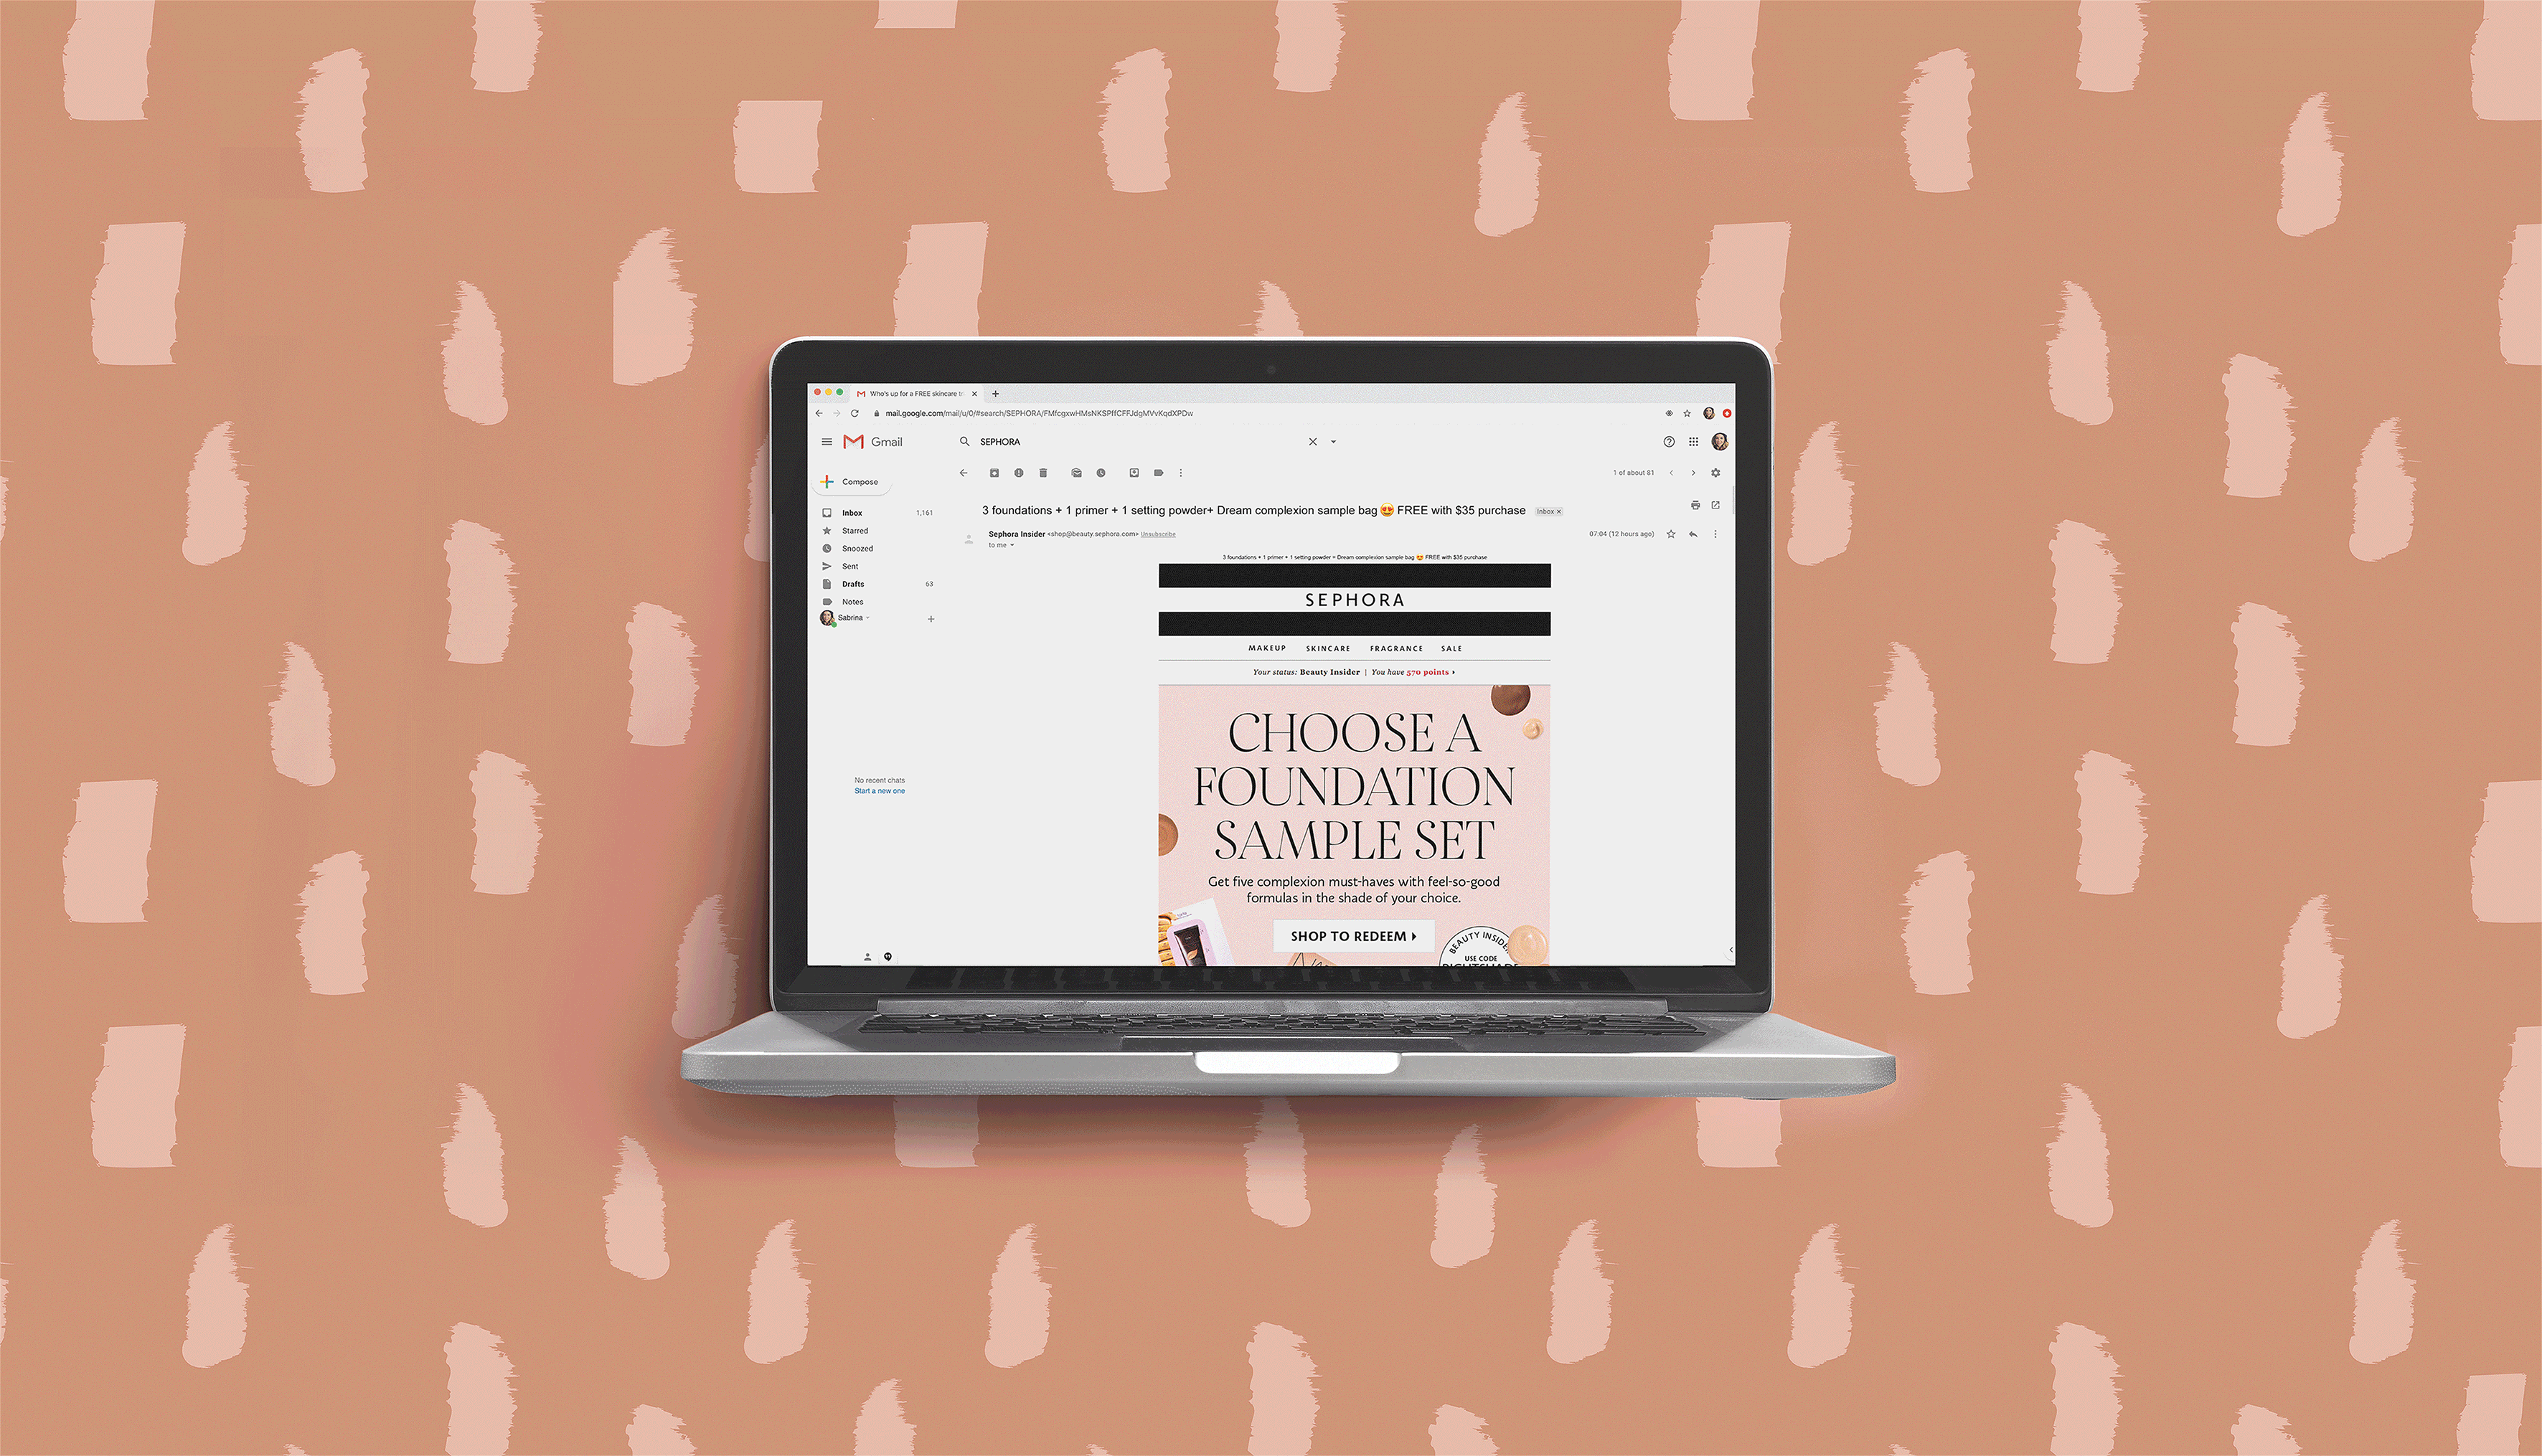 Who's up for a FREE skincare
mail.google.com/mail/u/0/#search/SEPHORA/FMfcgxwHMsNKSPffCFFJdgMVvKqdXPDw
Gmail
SEPHORA
1 of about 81
Compose
Inbox 1,161
Starred
Snoozed
Sent
Drafts 63
Notes
Sabrina
No recent chats
Start a new one
3 foundations + 1 primer + 1 setting powder+ Dream complexion sample bag 😍 FREE with $35 purchase Inbox x
Sephora Insider <shop@beauty.sephora.com> Unsubscribe
07:04 (12 hours ago)
to me
3 foundations + 1 primer + 1 setting powder + Dream complexion sample bag 😍 FREE with $35 purchase
SEPHORA
MAKEUP SKINCARE FRAGRANCE SALE
Your status: Beauty Insider | You have 570 points
CHOOSE A
FOUNDATION
SAMPLE SET
Get five complexion must-haves with feel-so-good
formulas in the shade of your choice.
SHOP TO REDEEM
BEAUTY INSIDER
USE CODE
RIGHTSHADE